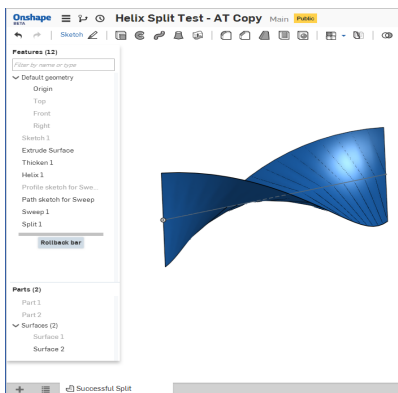 Onshape
BETA
Helix Split Test - AT Copy Main Public
Sketch
Features (12)
Filter by name or type
Default geometry
Origin
Top
Front
Right
Sketch 1
Extrude Surface
Thicken 1
Helix 1
Profile sketch for Swe...
Path sketch for Sweep
Sweep 1
Split 1
Rollback bar
Parts (2)
Part 1
Part 2
Surfaces (2)
Surface 1
Surface 2
Successful Split